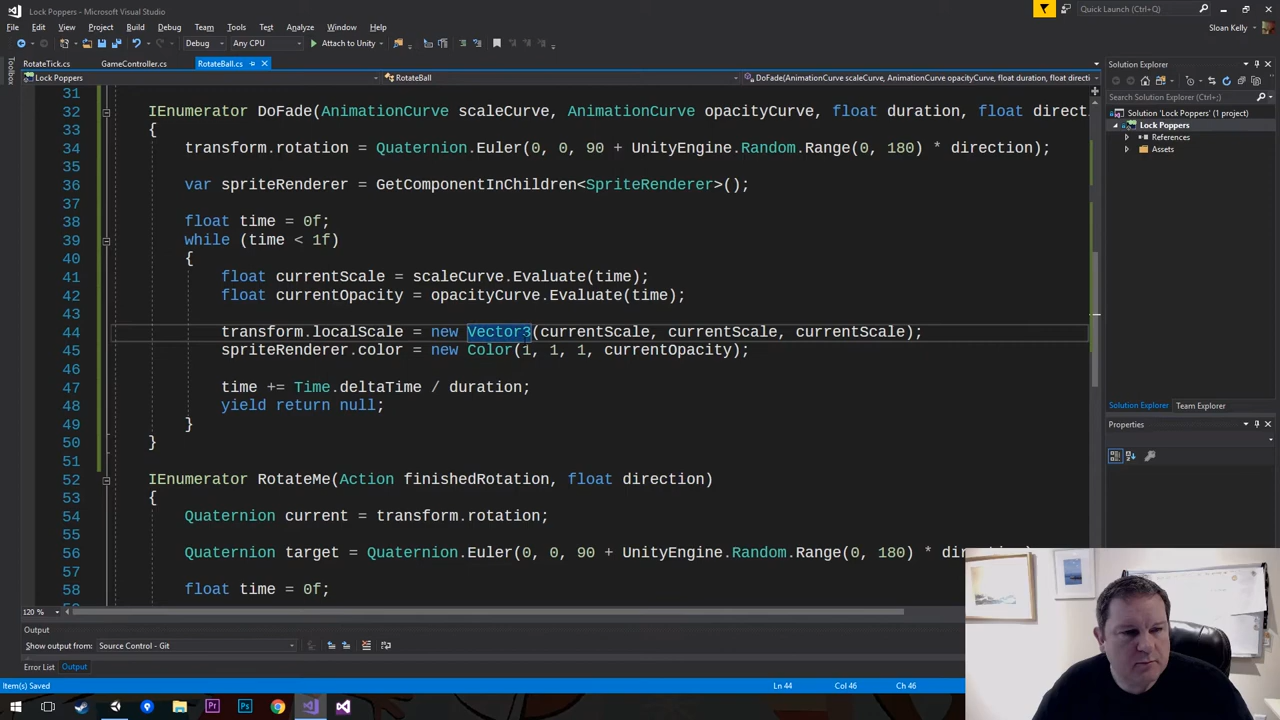 Lock Poppers - Microsoft Visual Studio
Quick Launch (Ctrl+Q)
File Edit View Project Build Debug Team Tools Test Analyze Window Help
Sloan Kelly
Debug Any CPU Attach to Unity
Toolbox
RotateTick.cs GameController.cs RotateBall.cs
Solution Explorer
Lock Poppers RotateBall DoFade(AnimationCurve scaleCurve, AnimationCurve opacityCurve, float duration, float direction)
Search Solution Explorer (Ctrl+;)
Solution 'Lock Poppers' (1 project)
Lock Poppers
References
Assets
31
32 IEnumerator DoFade(AnimationCurve scaleCurve, AnimationCurve opacityCurve, float duration, float direct
33 {
34 transform.rotation = Quaternion.Euler(0, 0, 90 + UnityEngine.Random.Range(0, 180) * direction);
35
36 var spriteRenderer = GetComponentInChildren<SpriteRenderer>();
37
38 float time = 0f;
39 while (time < 1f)
40 {
41 float currentScale = scaleCurve.Evaluate(time);
42 float currentOpacity = opacityCurve.Evaluate(time);
43
44 transform.localScale = new Vector3(currentScale, currentScale, currentScale);
45 spriteRenderer.color = new Color(1, 1, 1, currentOpacity);
46
47 time += Time.deltaTime / duration;
48 yield return null;
49 }
50 }
51
52 IEnumerator RotateMe(Action finishedRotation, float direction)
53 {
54 Quaternion current = transform.rotation;
55
56 Quaternion target = Quaternion.Euler(0, 0, 90 + UnityEngine.Random.Range(0, 180) * direction);
57
58 float time = 0f;
Solution Explorer Team Explorer
Properties
120 %
Output
Show output from: Source Control - Git
Error List Output
Item(s) Saved Ln 44 Col 46 Ch 46
Pr Ps